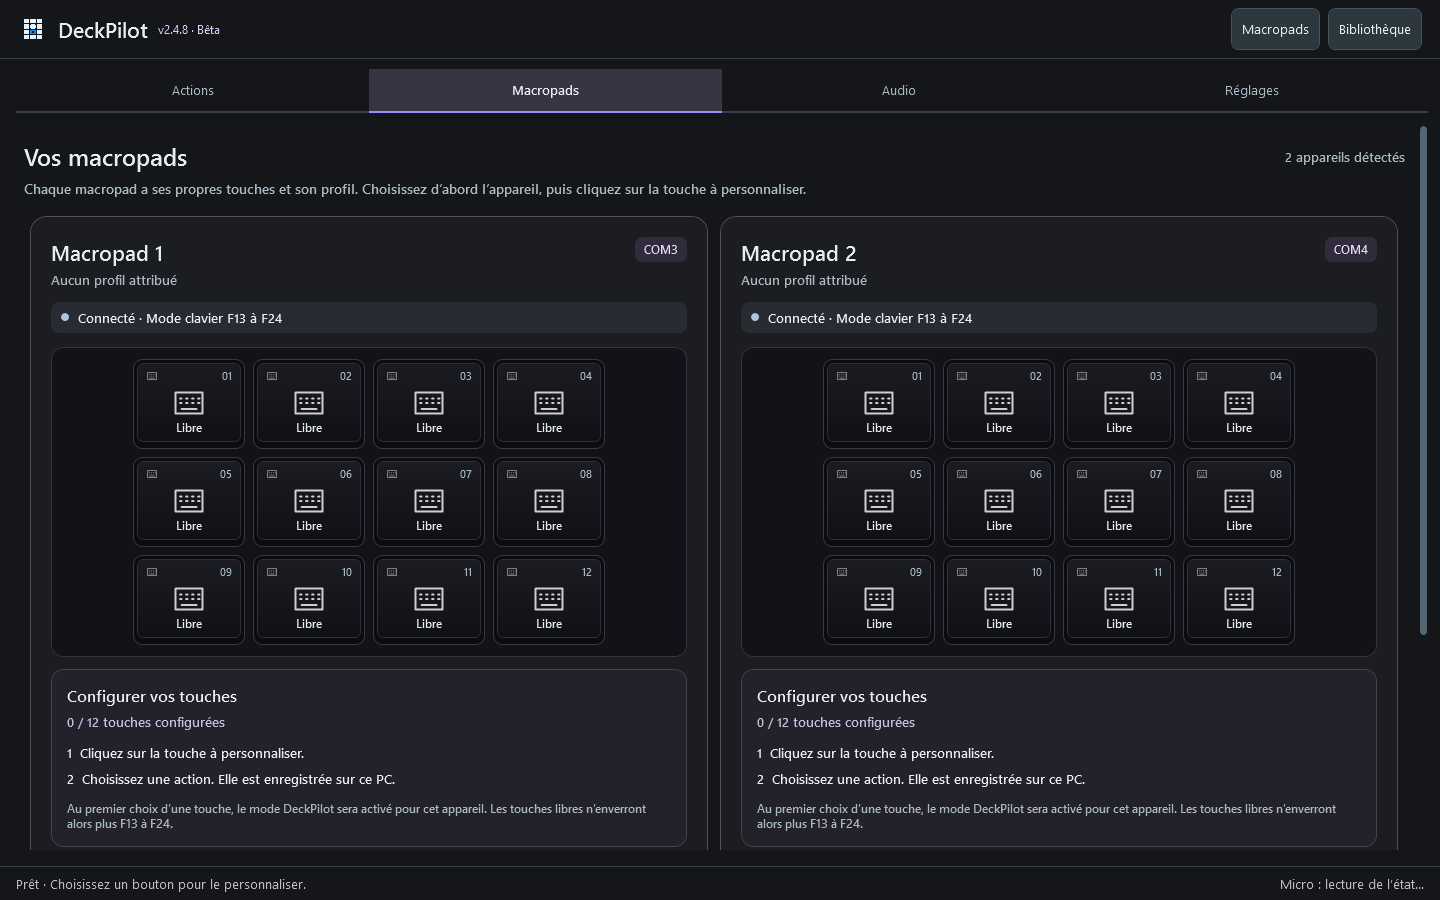 DeckPilot v2.4.8 · Bêta
Macropads
Bibliothèque
Actions
Macropads
Audio
Réglages
Vos macropads
2 appareils détectés
Chaque macropad a ses propres touches et son profil. Choisissez d’abord l’appareil, puis cliquez sur la touche à personnaliser.
Macropad 1
COM3
Aucun profil attribué
Connecté · Mode clavier F13 à F24
01
Libre
02
Libre
03
Libre
04
Libre
05
Libre
06
Libre
07
Libre
08
Libre
09
Libre
10
Libre
11
Libre
12
Libre
Configurer vos touches
0 / 12 touches configurées
1 Cliquez sur la touche à personnaliser.
2 Choisissez une action. Elle est enregistrée sur ce PC.
Au premier choix d’une touche, le mode DeckPilot sera activé pour cet appareil. Les touches libres n’enverront
alors plus F13 à F24.
Macropad 2
COM4
Aucun profil attribué
Connecté · Mode clavier F13 à F24
01
Libre
02
Libre
03
Libre
04
Libre
05
Libre
06
Libre
07
Libre
08
Libre
09
Libre
10
Libre
11
Libre
12
Libre
Configurer vos touches
0 / 12 touches configurées
1 Cliquez sur la touche à personnaliser.
2 Choisissez une action. Elle est enregistrée sur ce PC.
Au premier choix d’une touche, le mode DeckPilot sera activé pour cet appareil. Les touches libres n’enverront
alors plus F13 à F24.
Prêt · Choisissez un bouton pour le personnaliser.
Micro : lecture de l’état...